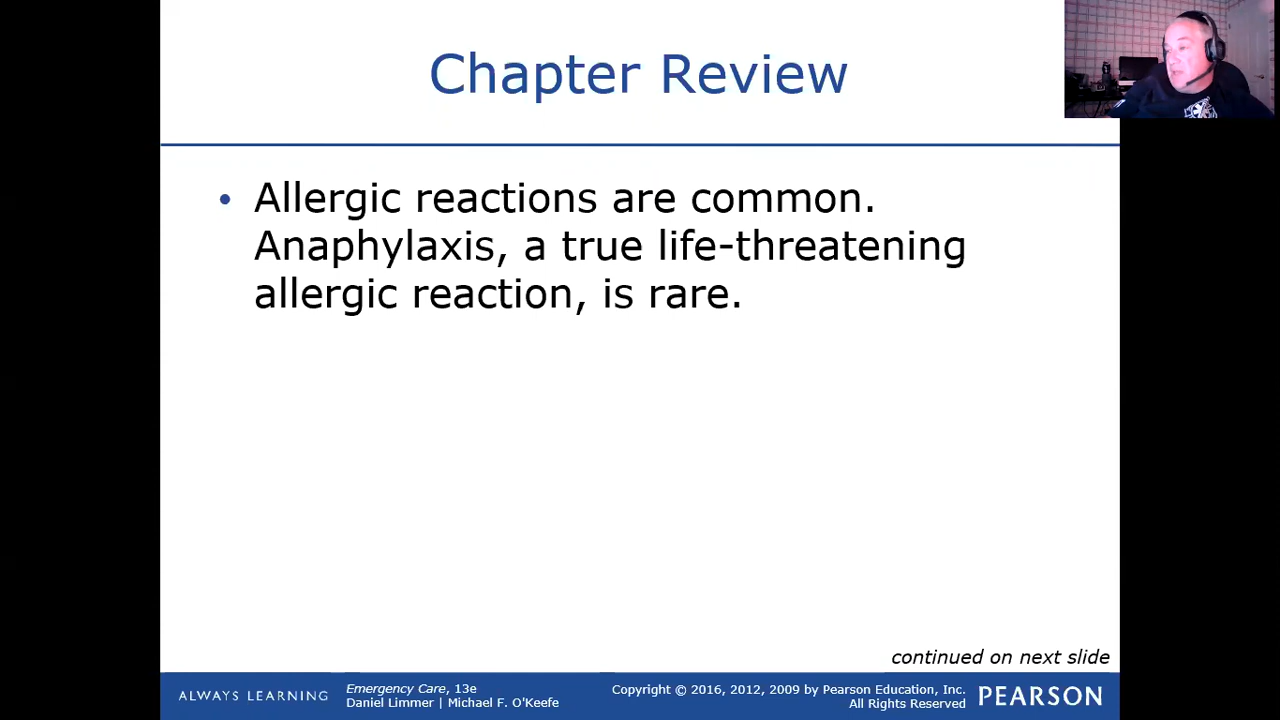 Chapter Review
• Allergic reactions are common.
Anaphylaxis, a true life-threatening
allergic reaction, is rare.
continued on next slide
ALWAYS LEARNING
Emergency Care, 13e
Daniel Limmer | Michael F. O'Keefe
Copyright © 2016, 2012, 2009 by Pearson Education, Inc.
All Rights Reserved
PEARSON